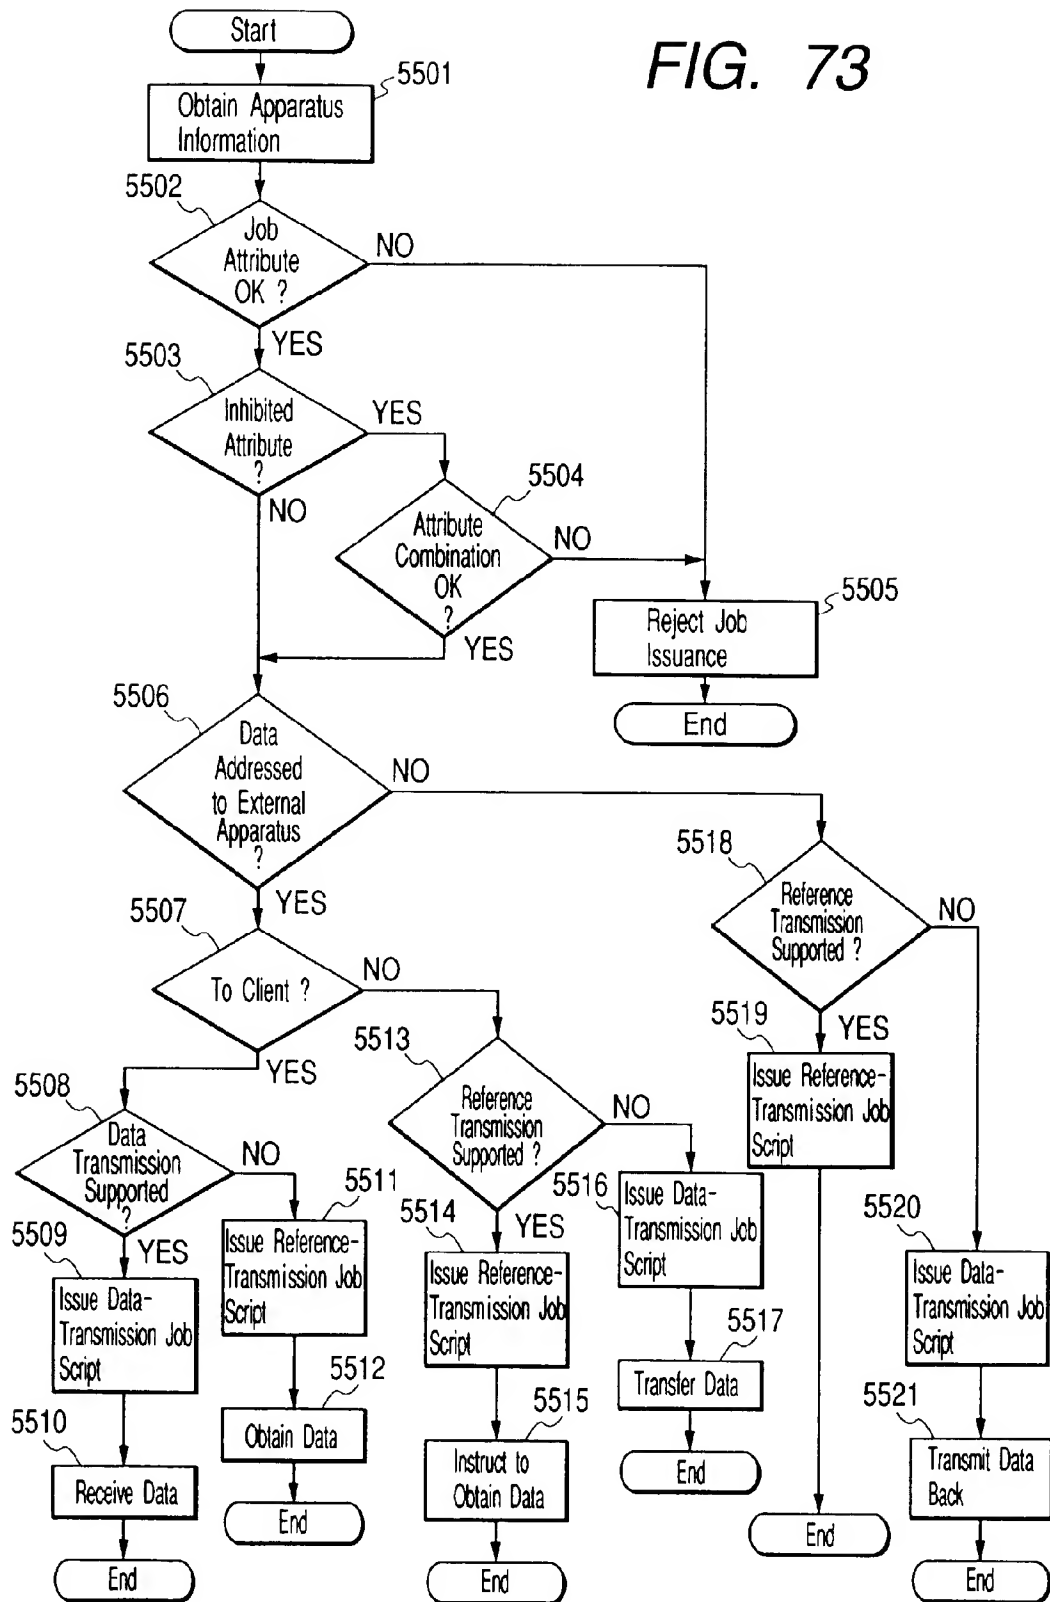 FIG. 73
Start
5501
Obtain Apparatus
Information
5502
Job
Attribute
OK ?
NO
YES
5503
Inhibited
Attribute
?
YES
NO
5504
Attribute
Combination
OK
?
NO
YES
5505
Reject Job
Issuance
End
5506
Data
Addressed
to External
Apparatus
?
NO
YES
5507
To Client ?
NO
YES
5518
Reference
Transmission
Supported ?
NO
YES
5508
Data
Transmission
Supported
?
NO
YES
5513
Reference
Transmission
Supported ?
NO
YES
5519
Issue Reference-
Transmission Job
Script
5509
Issue Data-
Transmission Job
Script
5511
Issue Reference-
Transmission Job
Script
5514
Issue Reference-
Transmission Job
Script
5516
Issue Data-
Transmission Job
Script
5520
Issue Data-
Transmission Job
Script
5510
Receive Data
End
5512
Obtain Data
End
5515
Instruct to
Obtain Data
End
5517
Transfer Data
End
End
5521
Transmit Data
Back
End